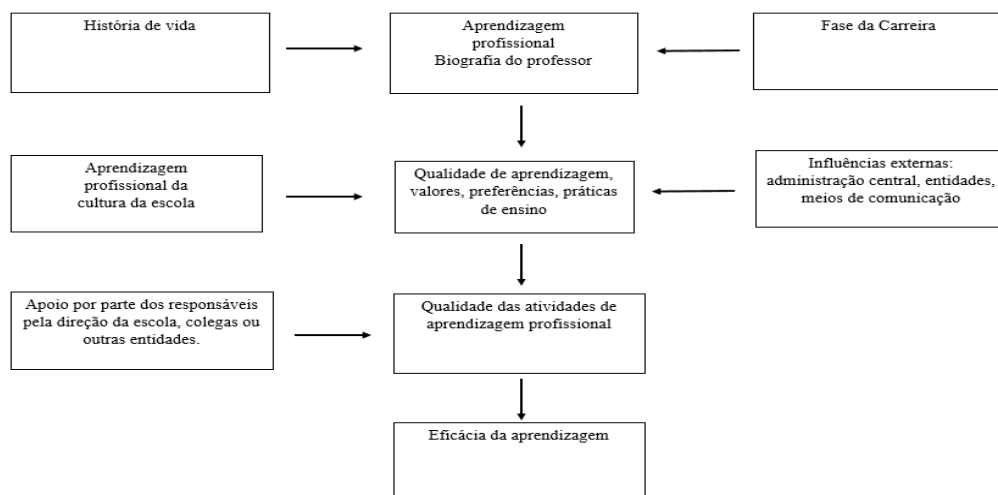 História de vida
Aprendizagem
profissional
Biografia do professor
Fase da Carreira
Aprendizagem
profissional da
cultura da escola
Qualidade de aprendizagem,
valores, preferências, práticas
de ensino
Influências externas:
administração central, entidades,
meios de comunicação
Apoio por parte dos responsáveis
pela direção da escola, colegas ou
outras entidades.
Qualidade das atividades de
aprendizagem profissional
Eficácia da aprendizagem